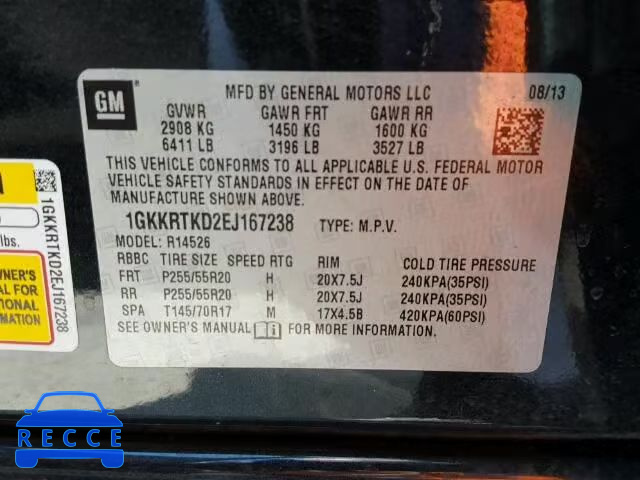 GM
MFD BY GENERAL MOTORS LLC 08/13
GVWR GAWR FRT GAWR RR
2908 KG 1450 KG 1600 KG
6411 LB 3196 LB 3527 LB
THIS VEHICLE CONFORMS TO ALL APPLICABLE U.S. FEDERAL MOTOR
VEHICLE SAFETY STANDARDS IN EFFECT ON THE DATE OF
MANUFACTURE SHOWN ABOVE.
1GKKRTKD2EJ167238 TYPE: M.P.V.
MODEL: R14526
RBBC TIRE SIZE SPEED RTG RIM COLD TIRE PRESSURE
FRT P255/55R20 H 20X7.5J 240KPA(35PSI)
RR P255/55R20 H 20X7.5J 240KPA(35PSI)
SPA T145/70R17 M 17X4.5B 420KPA(60PSI)
SEE OWNER'S MANUAL FOR MORE INFORMATION.
N
lbs.
1GKKRTKD2EJ167238
OWNER'S
FOR
RECCE